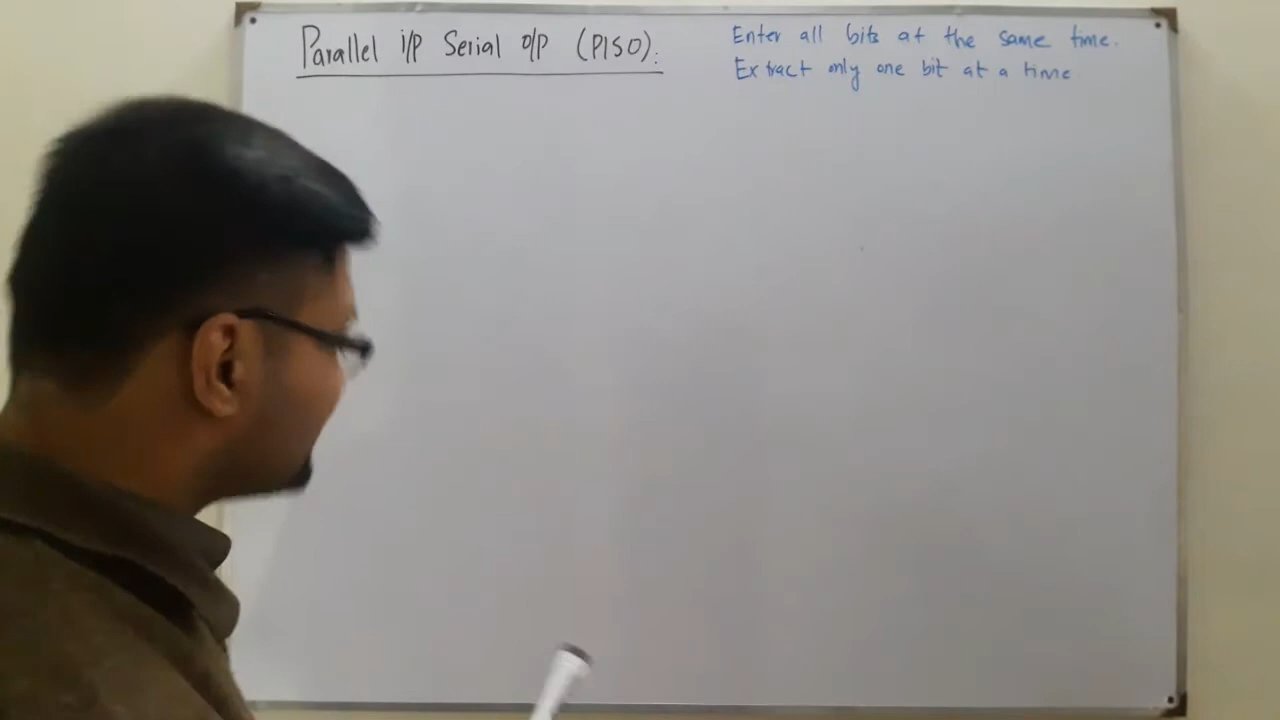 Parallel i/p Serial o/p (PISO):
Enter all bits at the same time.
Extract only one bit at a time